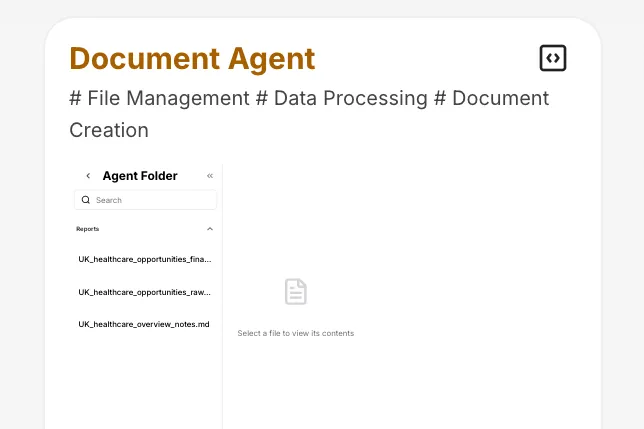 Document Agent
# File Management # Data Processing # Document
Creation
Agent Folder
Search
Reports
UK_healthcare_opportunities_fina...
UK_healthcare_opportunities_raw...
UK_healthcare_overview_notes.md
Select a file to view its contents